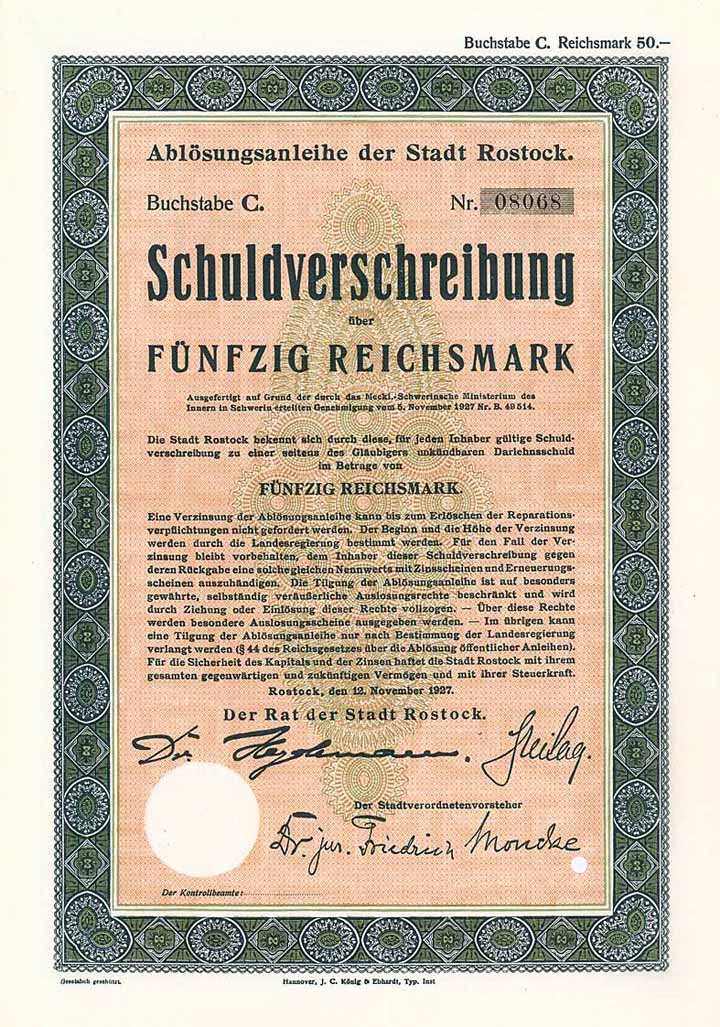 Buchstabe C. Reichsmark 50.—
Ablösungsanleihe der Stadt Rostock.
Buchstabe C. Nr. 08068
Schuldverschreibung
über
FÜNFZIG REICHSMARK
Ausgefertigt auf Grund der durch das Meckl.-Schwerinsche Ministerium des
Innern in Schwerin erteilten Genehmigung vom 5. November 1927 Nr. B. 49514.
Die Stadt Rostock bekennt sich durch diese, für jeden Inhaber gültige Schuld-
verschreibung zu einer seitens des Gläubigers unkündbaren Darlehnsschuld
im Betrage von
FÜNFZIG REICHSMARK.
Eine Verzinsung der Ablösungsanleihe kann bis zum Erlöschen der Reparations-
verpflichtungen nicht gefordert werden. Der Beginn und die Höhe der Verzinsung
werden durch die Landesregierung bestimmt werden. Für den Fall der Ver-
zinsung bleibt vorbehalten, dem Inhaber dieser Schuldverschreibung gegen
deren Rückgabe eine solche gleichen Nennwerts mit Zinsscheinen und Erneuerungs-
scheinen auszuhändigen. Die Tilgung der Ablösungsanleihe ist auf besonders
gewährte, selbständig veräußerliche Auslosungsrechte beschränkt und wird
durch Ziehung oder Einlösung dieser Rechte vollzogen. — Über diese Rechte
werden besondere Auslosungsscheine ausgegeben werden. — Im übrigen kann
eine Tilgung der Ablösungsanleihe nur nach Bestimmung der Landesregierung
verlangt werden (§ 44 des Reichsgesetzes über die Ablösung öffentlicher Anleihen).
Für die Sicherheit des Kapitals und der Zinsen haftet die Stadt Rostock mit ihrem
gesamten gegenwärtigen und zukünftigen Vermögen und mit ihrer Steuerkraft.
Rostock, den 12. November 1927.
Der Rat der Stadt Rostock.
Dr. Heydemann.
Der Stadtverordnetenvorsteher
Dr. jur. Friedrich Moncke
Der Kontrollbeamte:
Gesetzlich geschützt.
Hannover, J. C. König & Ebhardt, Typ. Inst